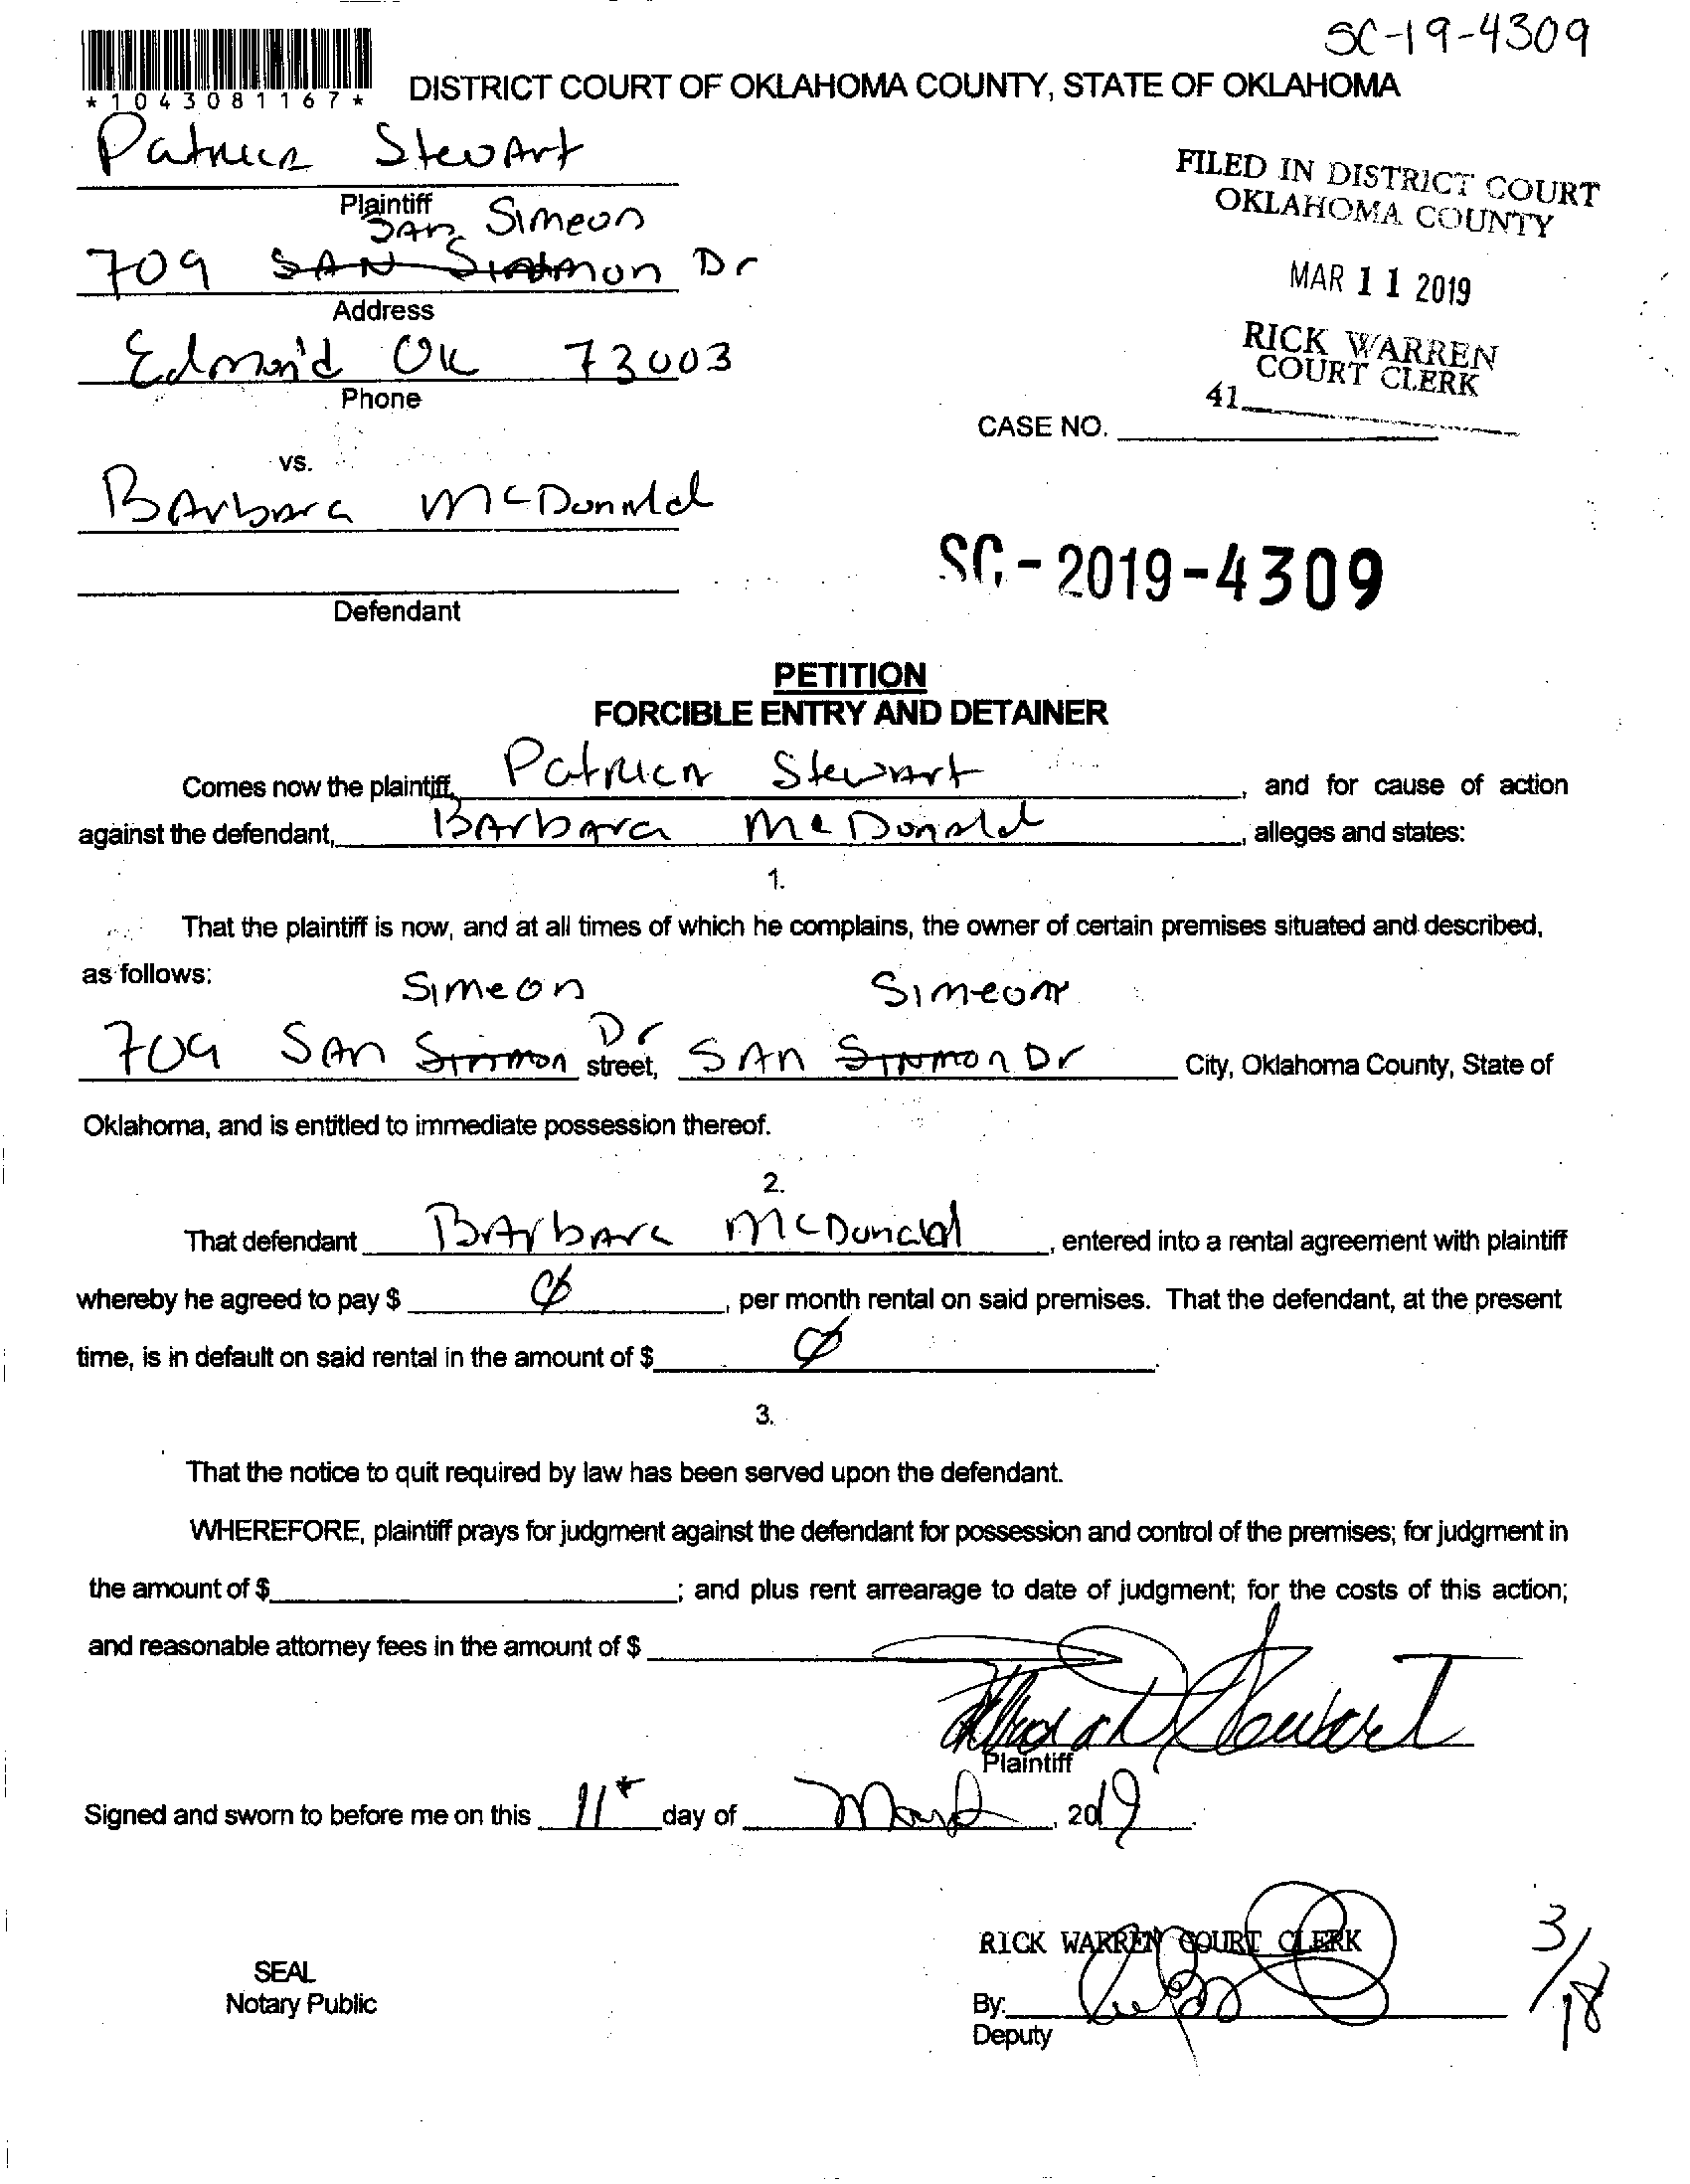 SC-19-4309
*1043081167*
DISTRICT COURT OF OKLAHOMA COUNTY, STATE OF OKLAHOMA
Patricia Stewart
Plaintiff
SAN Simeon
709 SAN Dr
Address
Edmond OK 73003
Phone
FILED IN DISTRICT COURT
OKLAHOMA COUNTY
MAR 11 2019
RICK WARREN
COURT CLERK
41
CASE NO.
vs.
BArbara McDonald
SC-2019-4309
Defendant
PETITION
FORCIBLE ENTRY AND DETAINER
Comes now the plaintiff, Patricia Stewart, and for cause of action
against the defendant, BArbara McDonald, alleges and states:
1.
That the plaintiff is now, and at all times of which he complains, the owner of certain premises situated and described,
as follows:
Simeon Simeon
709 SAN Dr street, SAN Dr City, Oklahoma County, State of
Oklahoma, and is entitled to immediate possession thereof.
2.
That defendant BArbara McDonald, entered into a rental agreement with plaintiff
whereby he agreed to pay $ , per month rental on said premises. That the defendant, at the present
time, is in default on said rental in the amount of $ .
3.
That the notice to quit required by law has been served upon the defendant.
WHEREFORE, plaintiff prays for judgment against the defendant for possession and control of the premises; for judgment in
the amount of $ ; and plus rent arrearage to date of judgment; for the costs of this action;
and reasonable attorney fees in the amount of $
Stewart
Plaintiff
Signed and sworn to before me on this 11th day of March, 2019.
RICK WARREN COURT CLERK
3/18
SEAL
Notary Public
By:
Deputy